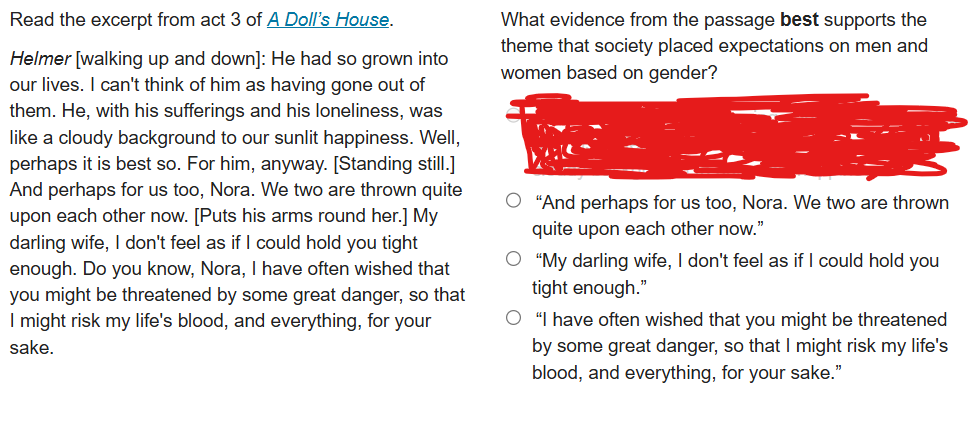 Read the excerpt from act 3 of A Doll's House.
Helmer [walking up and down]: He had so grown into
our lives. I can't think of him as having gone out of
them. He, with his sufferings and his loneliness, was
like a cloudy background to our sunlit happiness. Well,
perhaps it is best so. For him, anyway. [Standing still.]
And perhaps for us too, Nora. We two are thrown quite
upon each other now. [Puts his arms round her.] My
darling wife, I don't feel as if I could hold you tight
enough. Do you know, Nora, I have often wished that
you might be threatened by some great danger, so that
I might risk my life's blood, and everything, for your
sake.
What evidence from the passage best supports the
theme that society placed expectations on men and
women based on gender?
“And perhaps for us too, Nora. We two are thrown
quite upon each other now.”
“My darling wife, I don't feel as if I could hold you
tight enough.”
“I have often wished that you might be threatened
by some great danger, so that I might risk my life's
blood, and everything, for your sake.”